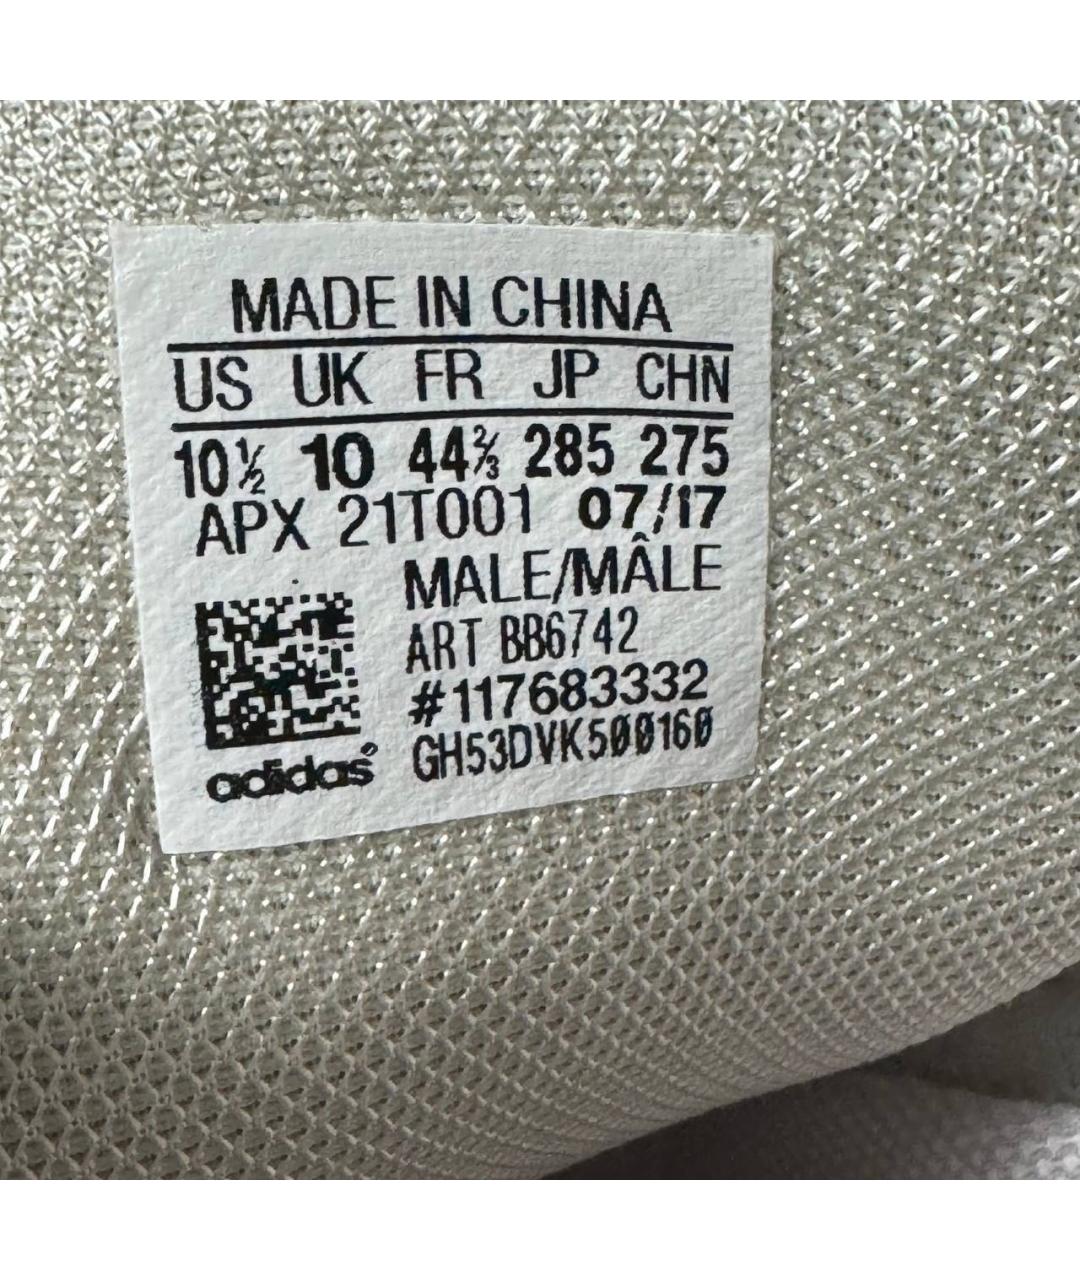 MADE IN CHINA
US UK FR JP CHN
10½ 10 44⅔ 285 275
APX 21T001 07/17
MALE/MÂLE
ART BB6742
#117683332
GH53DVK500160
adidas